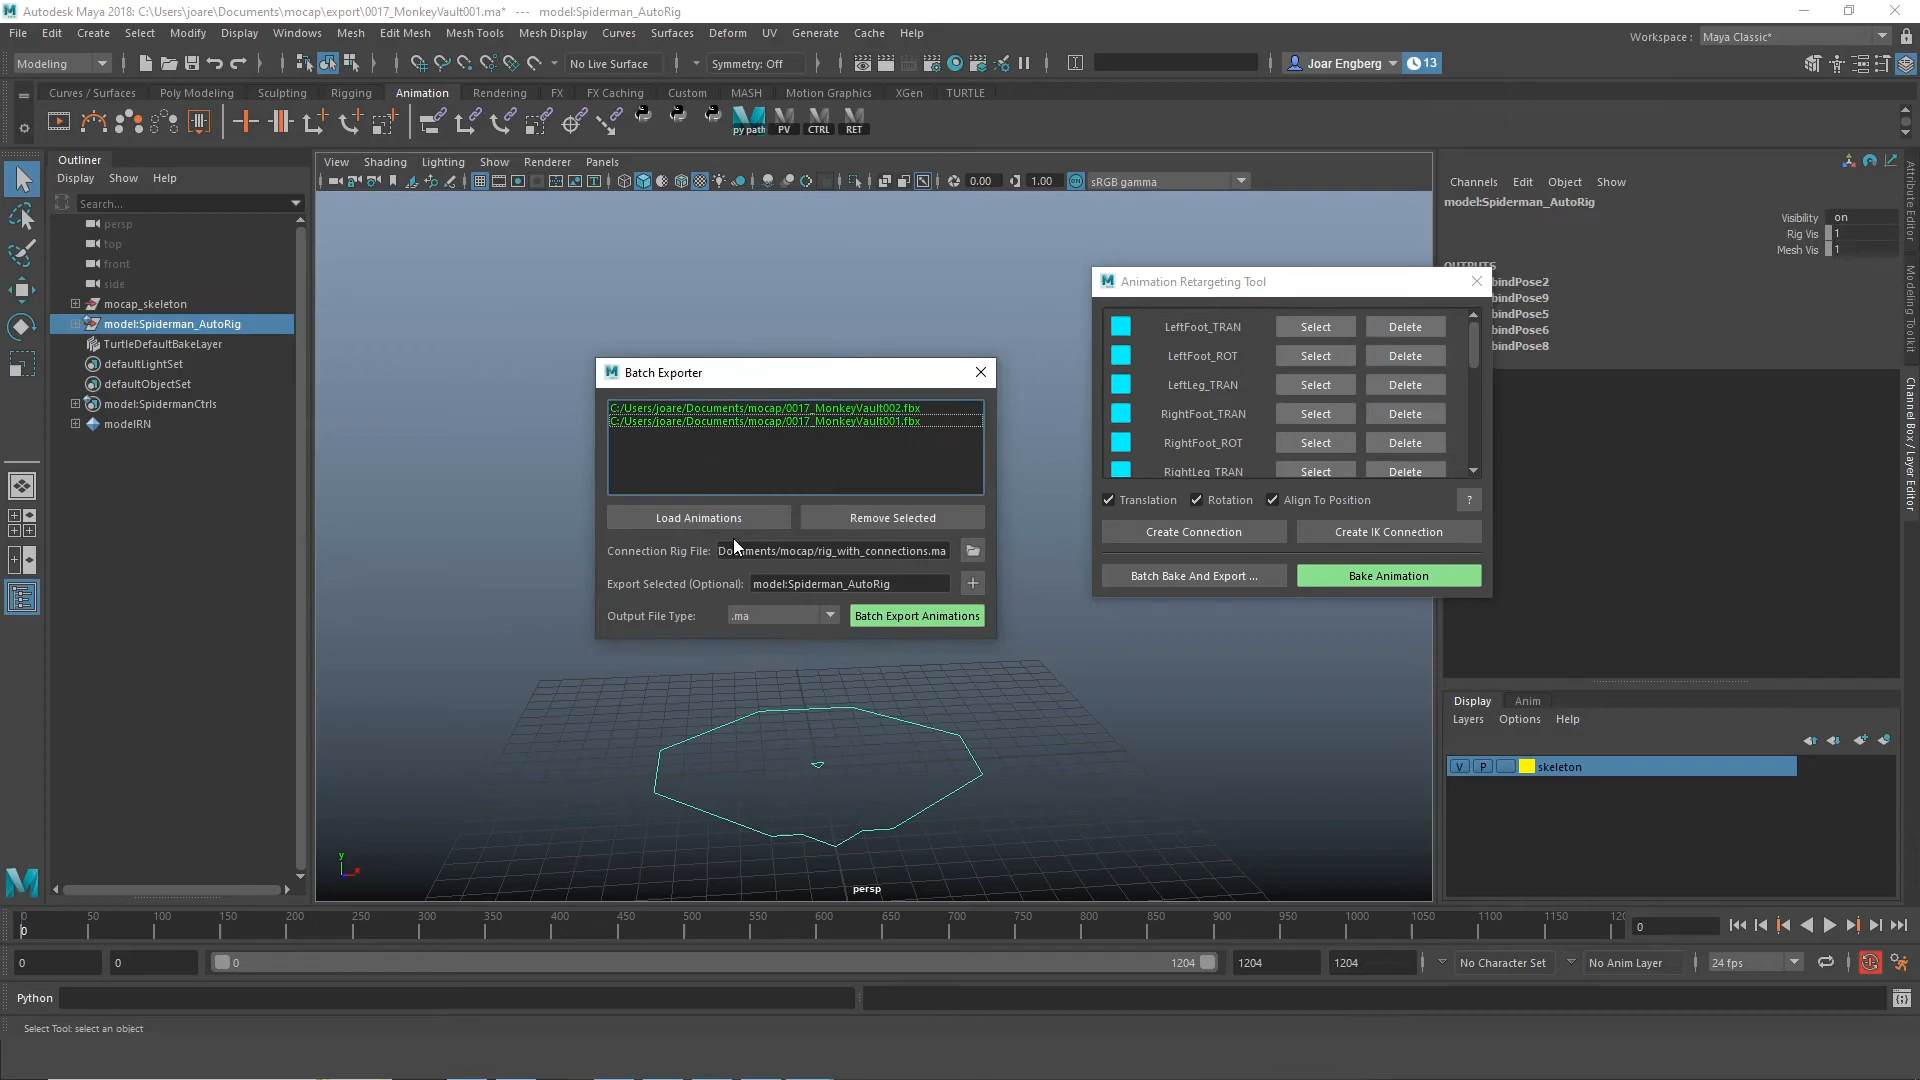 Autodesk Maya 2018: C:\Users\joare\Documents\mocap\export\0017_MonkeyVault001.ma*   ---   model:Spiderman_AutoRig
File Edit Create Select Modify Display Windows Mesh Edit Mesh Mesh Tools Mesh Display Curves Surfaces Deform UV Generate Cache Help
Workspace : Maya Classic*
Modeling No Live Surface Symmetry: Off Joar Engberg 13
Curves / Surfaces Poly Modeling Sculpting Rigging Animation Rendering FX FX Caching Custom MASH Motion Graphics XGen TURTLE
py path PV CTRL RET
Outliner
Display Show Help
Search...
persp
top
front
side
mocap_skeleton
model:Spiderman_AutoRig
TurtleDefaultBakeLayer
defaultLightSet
defaultObjectSet
model:SpidermanCtrls
modelRN
View Shading Lighting Show Renderer Panels
0.00 1.00 ON sRGB gamma
Batch Exporter
C:/Users/joare/Documents/mocap/0017_MonkeyVault002.fbx
C:/Users/joare/Documents/mocap/0017_MonkeyVault001.fbx
Load Animations Remove Selected
Connection Rig File: Documents/mocap/rig_with_connections.ma
Export Selected (Optional): model:Spiderman_AutoRig
Output File Type: .ma Batch Export Animations
persp
y x
Animation Retargeting Tool
LeftFoot_TRAN Select Delete
LeftFoot_ROT Select Delete
LeftLeg_TRAN Select Delete
RightFoot_TRAN Select Delete
RightFoot_ROT Select Delete
RightLeg_TRAN Select Delete
Translation Rotation Align To Position ?
Create Connection Create IK Connection
Batch Bake And Export ... Bake Animation
Channels Edit Object Show
model:Spiderman_AutoRig
Visibility on
Rig Vis 1
Mesh Vis 1
OUTPUTS
bindPose2
bindPose9
bindPose5
bindPose6
bindPose8
Attribute Editor
Modeling Toolkit
Channel Box / Layer Editor
Display Anim
Layers Options Help
V P skeleton
0 50 100 150 200 250 300 350 400 450 500 550 600 650 700 750 800 850 900 950 1000 1050 1100 1150 120
0
0
0 0 0 1204 1204 1204 No Character Set No Anim Layer 24 fps
Python
Select Tool: select an object